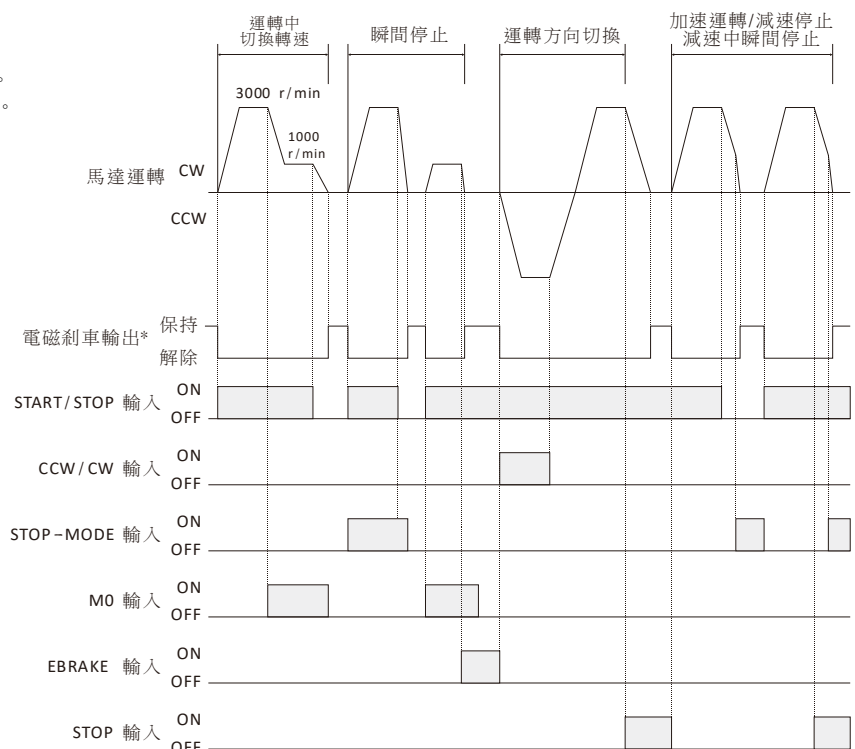 運轉中
切換轉速
瞬間停止
運轉方向切換
加速運轉/減速停止
減速中瞬間停止
。
。
3000 r/min
1000
r/min
馬達運轉 CW
CCW
電磁剎車輸出* 保持
解除
START/STOP 輸入 ON
OFF
CCW/CW 輸入 ON
OFF
STOP-MODE 輸入 ON
OFF
M0 輸入 ON
OFF
EBRAKE 輸入 ON
OFF
STOP 輸入 ON
OFF